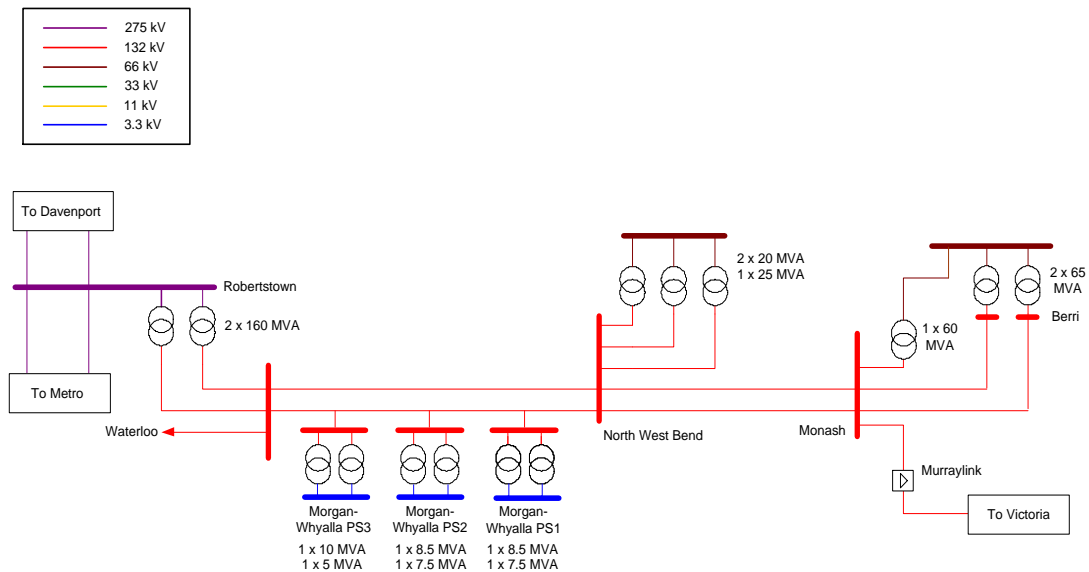 275 kV
132 kV
66 kV
33 kV
11 kV
3.3 kV
To Davenport
Robertstown
2 x 160 MVA
To Metro
Waterloo
2 x 20 MVA
1 x 25 MVA
North West Bend
2 x 65
MVA
Berri
1 x 60
MVA
Monash
Murraylink
To Victoria
Morgan-
Whyalla PS3
1 x 10 MVA
1 x 5 MVA
Morgan-
Whyalla PS2
1 x 8.5 MVA
1 x 7.5 MVA
Morgan-
Whyalla PS1
1 x 8.5 MVA
1 x 7.5 MVA